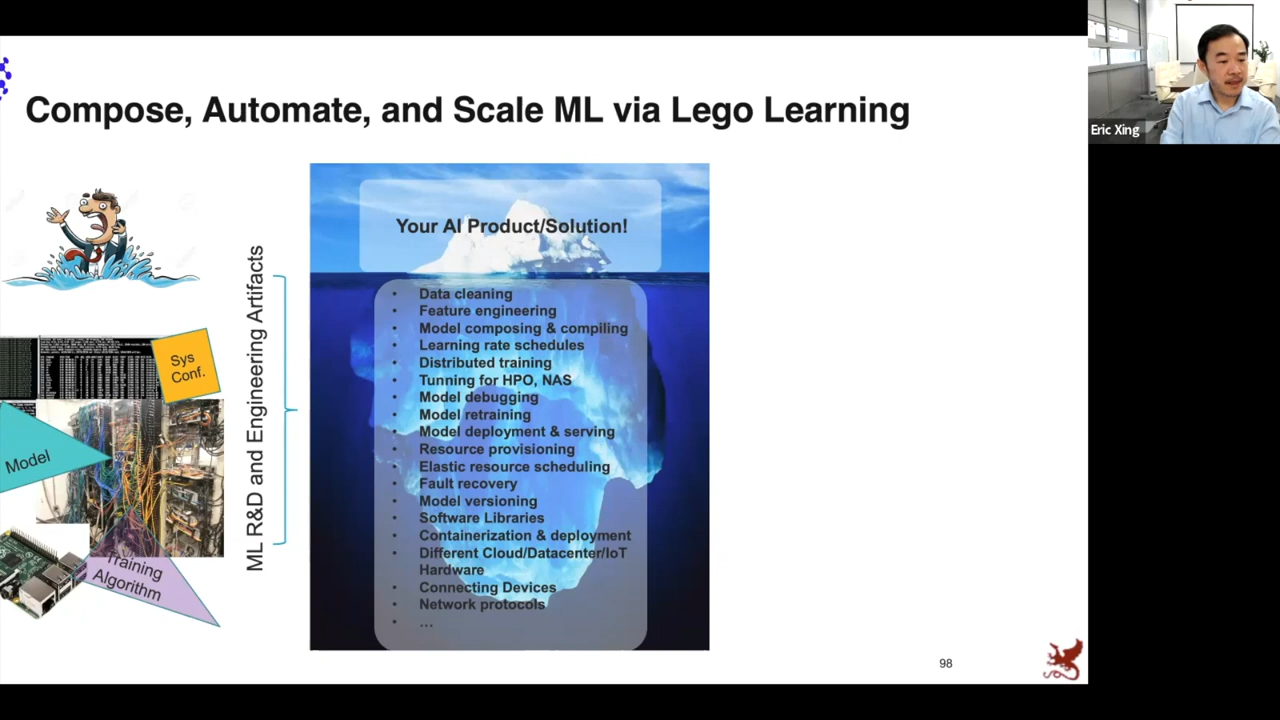 Compose, Automate, and Scale ML via Lego Learning
Eric Xing
Your AI Product/Solution!
ML R&D and Engineering Artifacts
• Data cleaning
• Feature engineering
• Model composing & compiling
• Learning rate schedules
• Distributed training
• Tunning for HPO, NAS
• Model debugging
• Model retraining
• Model deployment & serving
• Resource provisioning
• Elastic resource scheduling
• Fault recovery
• Model versioning
• Software Libraries
• Containerization & deployment
• Different Cloud/Datacenter/IoT
Hardware
• Connecting Devices
• Network protocols
• …
Sys
Conf.
Model
Training
Algorithm
98